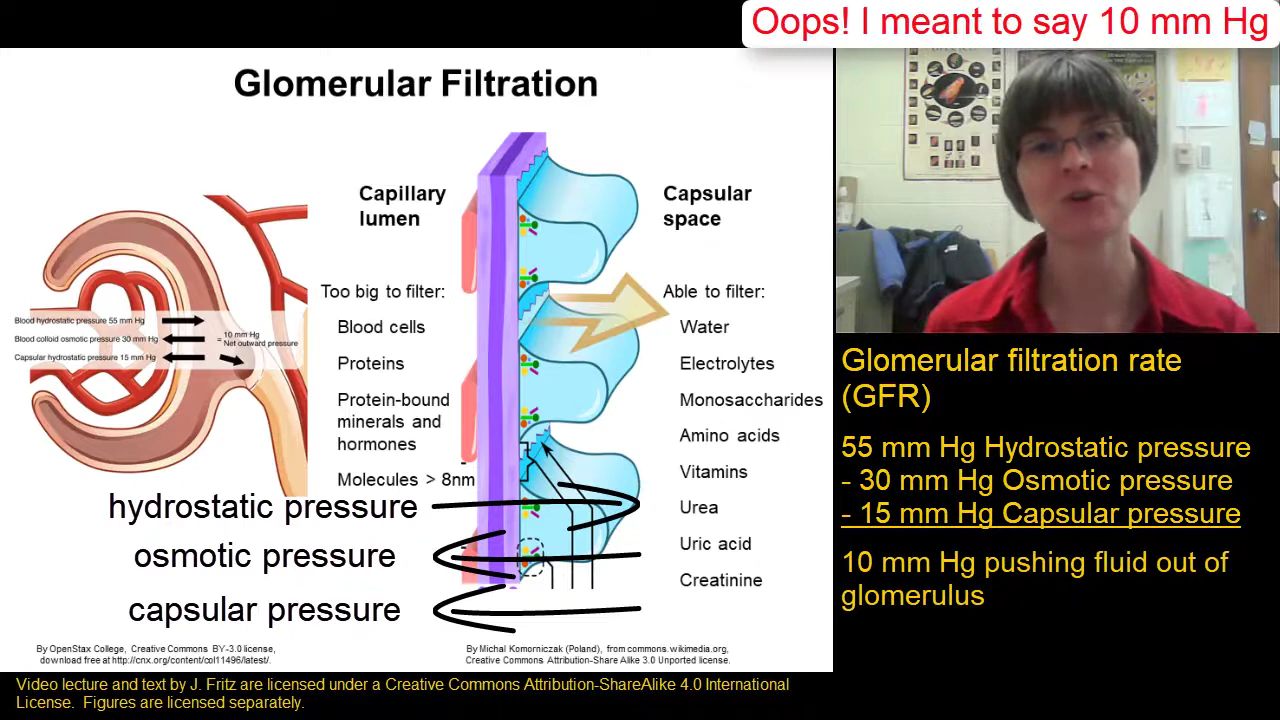 Oops! I meant to say 10 mm Hg
Glomerular Filtration
Capillary
lumen
Capsular
space
Too big to filter:
Blood cells
Proteins
Protein-bound
minerals and
hormones
Molecules > 8nm
Able to filter:
Water
Electrolytes
Monosaccharides
Amino acids
Vitamins
Urea
Uric acid
Creatinine
Blood hydrostatic pressure 55 mm Hg
Blood colloid osmotic pressure 30 mm Hg
Capsular hydrostatic pressure 15 mm Hg
= 10 mm Hg
Net outward pressure
hydrostatic pressure
osmotic pressure
capsular pressure
By OpenStax College, Creative Commons BY-3.0 license,
download free at http://cnx.org/content/col11496/latest/.
By Michal Komorniczak (Poland), from commons.wikimedia.org,
Creative Commons Attribution-Share Alike 3.0 Unported license.
Glomerular filtration rate
(GFR)
55 mm Hg Hydrostatic pressure
- 30 mm Hg Osmotic pressure
- 15 mm Hg Capsular pressure
10 mm Hg pushing fluid out of
glomerulus
Video lecture and text by J. Fritz are licensed under a Creative Commons Attribution-ShareAlike 4.0 International
License. Figures are licensed separately.